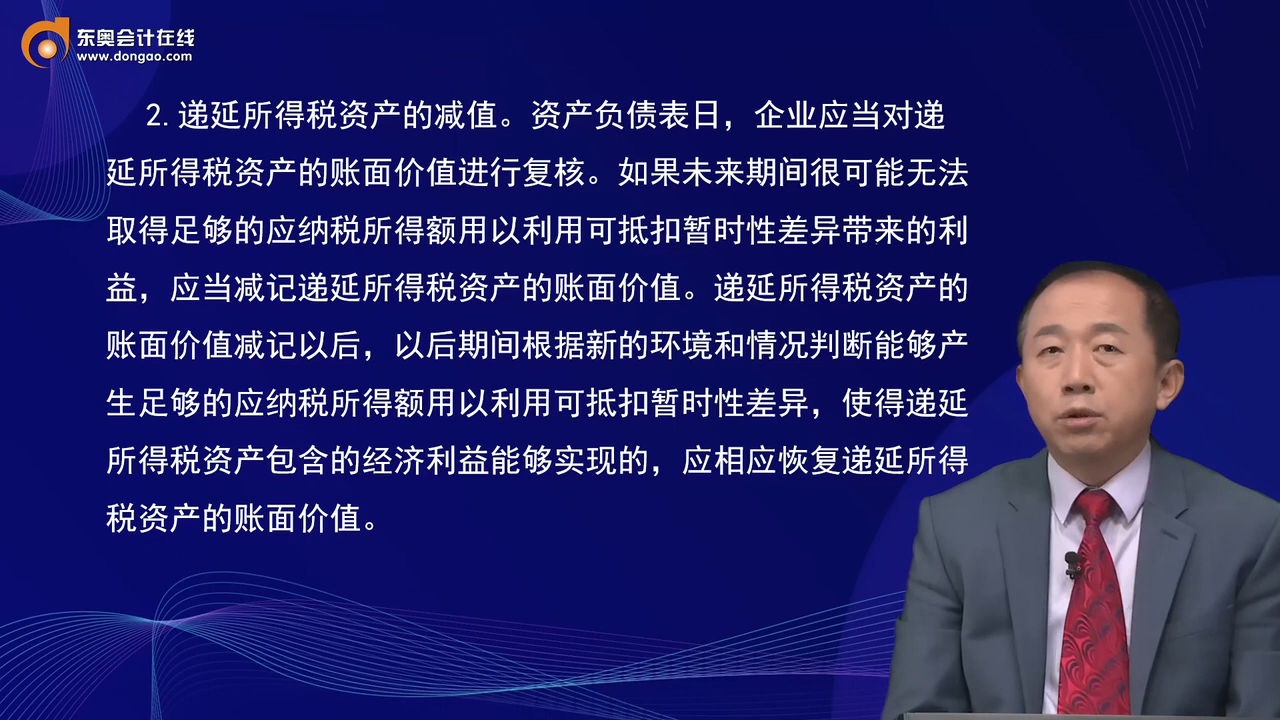 东奥会计在线
www.dongao.com
2.递延所得税资产的减值。资产负债表日，企业应当对递
延所得税资产的账面价值进行复核。如果未来期间很可能无法
取得足够的应纳税所得额用以利用可抵扣暂时性差异带来的利
益，应当减记递延所得税资产的账面价值。递延所得税资产的
账面价值减记以后，以后期间根据新的环境和情况判断能够产
生足够的应纳税所得额用以利用可抵扣暂时性差异，使得递延
所得税资产包含的经济利益能够实现的，应相应恢复递延所得
税资产的账面价值。